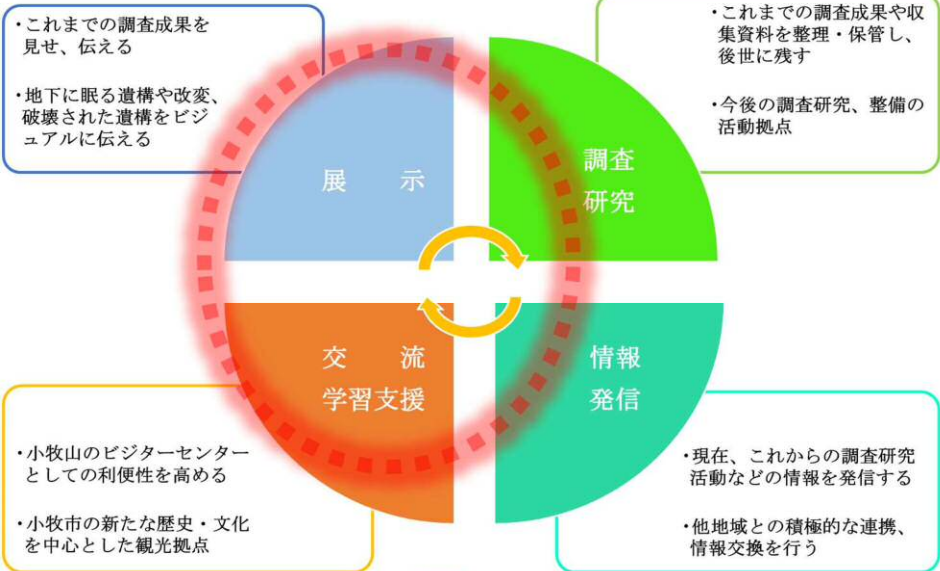 ・これまでの調査成果を
見せ、伝える
・地下に眠る遺構や改変、
破壊された遺構をビジ
ュアルに伝える
・これまでの調査成果や収
集資料を整理・保管し、
後世に残す
・今後の調査研究、整備の
活動拠点
展　示
調査
研究
交　流
学習支援
情報
発信
・小牧山のビジターセンター
としての利便性を高める
・小牧市の新たな歴史・文化
を中心とした観光拠点
・現在、これからの調査研究
活動などの情報を発信する
・他地域との積極的な連携、
情報交換を行う